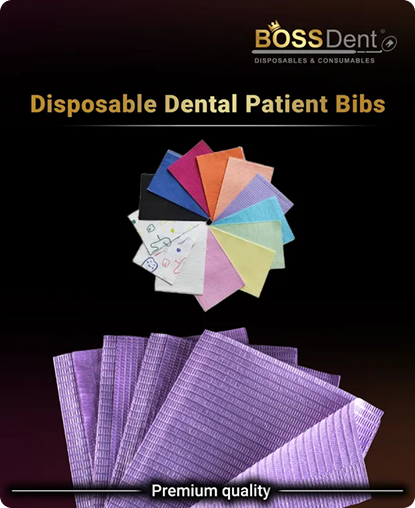 BOSSDent®
DISPOSABLES & CONSUMABLES
Disposable Dental Patient Bibs
Premium quality